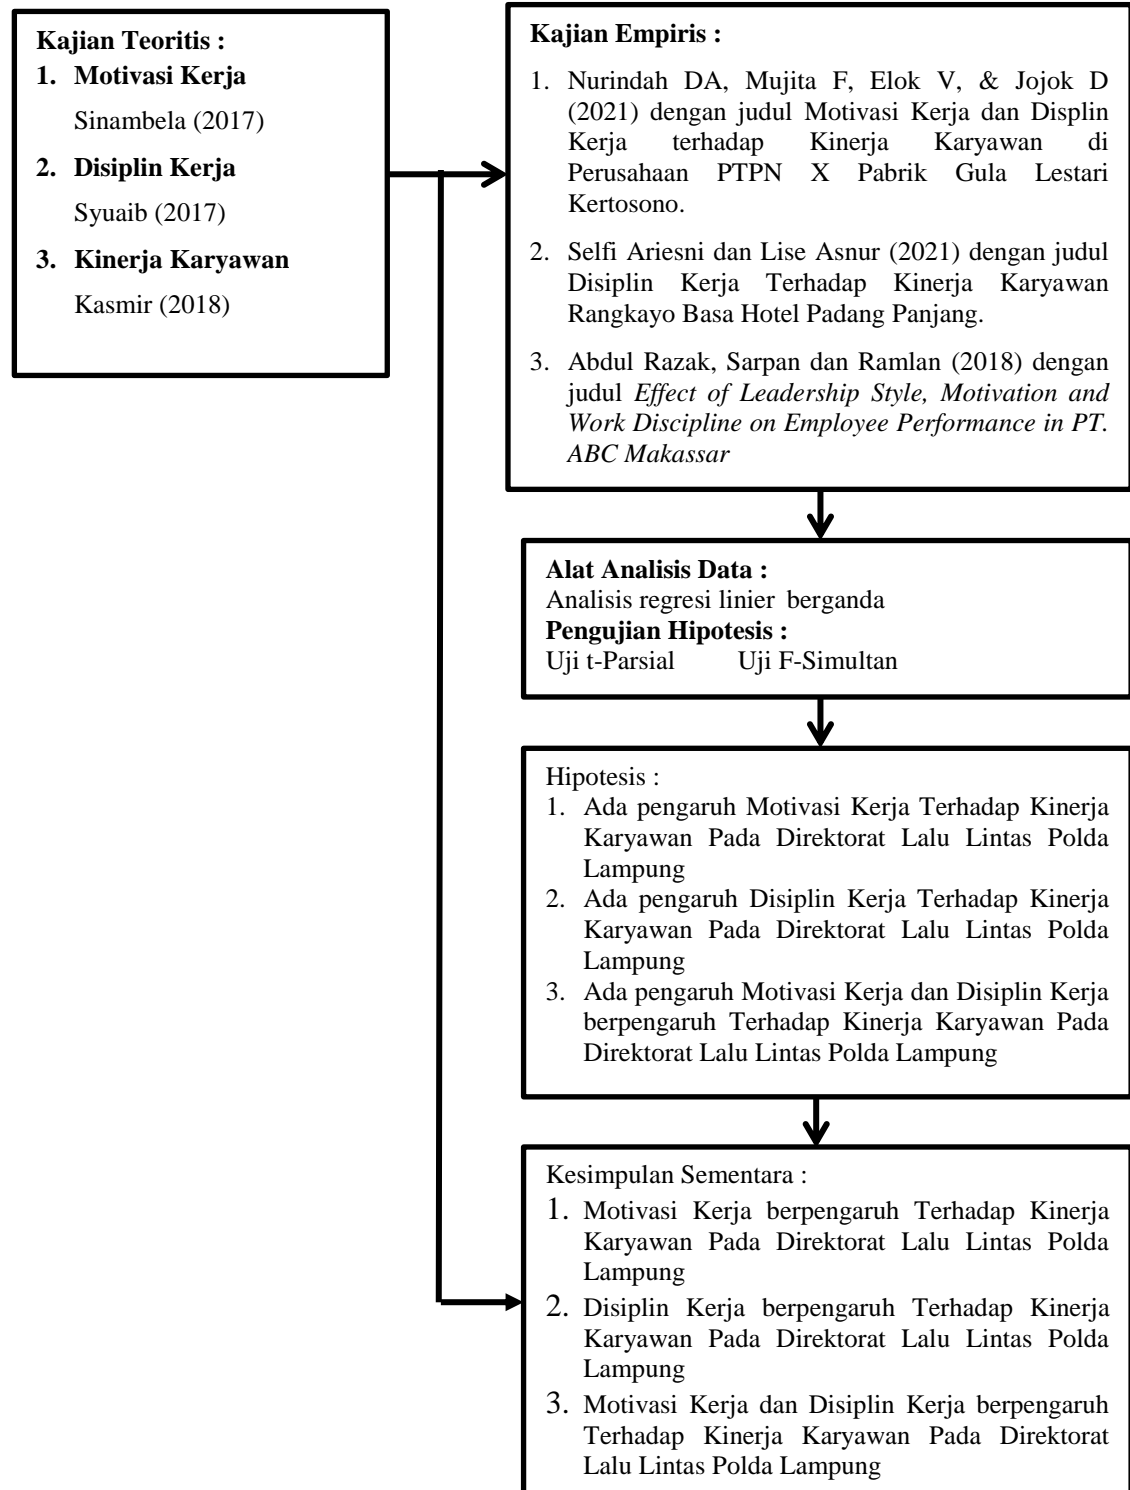 Kajian Teoritis :
1. Motivasi Kerja
Sinambela (2017)
2. Disiplin Kerja
Syuaib (2017)
3. Kinerja Karyawan
Kasmir (2018)
Kajian Empiris :
1. Nurindah DA, Mujita F, Elok V, & Jojok D
(2021) dengan judul Motivasi Kerja dan Displin
Kerja terhadap Kinerja Karyawan di
Perusahaan PTPN X Pabrik Gula Lestari
Kertosono.
2. Selfi Ariesni dan Lise Asnur (2021) dengan judul
Disiplin Kerja Terhadap Kinerja Karyawan
Rangkayo Basa Hotel Padang Panjang.
3. Abdul Razak, Sarpan dan Ramlan (2018) dengan
judul Effect of Leadership Style, Motivation and
Work Discipline on Employee Performance in PT.
ABC Makassar
Alat Analisis Data :
Analisis regresi linier berganda
Pengujian Hipotesis :
Uji t-Parsial Uji F-Simultan
Hipotesis :
1. Ada pengaruh Motivasi Kerja Terhadap Kinerja
Karyawan Pada Direktorat Lalu Lintas Polda
Lampung
2. Ada pengaruh Disiplin Kerja Terhadap Kinerja
Karyawan Pada Direktorat Lalu Lintas Polda
Lampung
3. Ada pengaruh Motivasi Kerja dan Disiplin Kerja
berpengaruh Terhadap Kinerja Karyawan Pada
Direktorat Lalu Lintas Polda Lampung
Kesimpulan Sementara :
1. Motivasi Kerja berpengaruh Terhadap Kinerja
Karyawan Pada Direktorat Lalu Lintas Polda
Lampung
2. Disiplin Kerja berpengaruh Terhadap Kinerja
Karyawan Pada Direktorat Lalu Lintas Polda
Lampung
3. Motivasi Kerja dan Disiplin Kerja berpengaruh
Terhadap Kinerja Karyawan Pada Direktorat
Lalu Lintas Polda Lampung